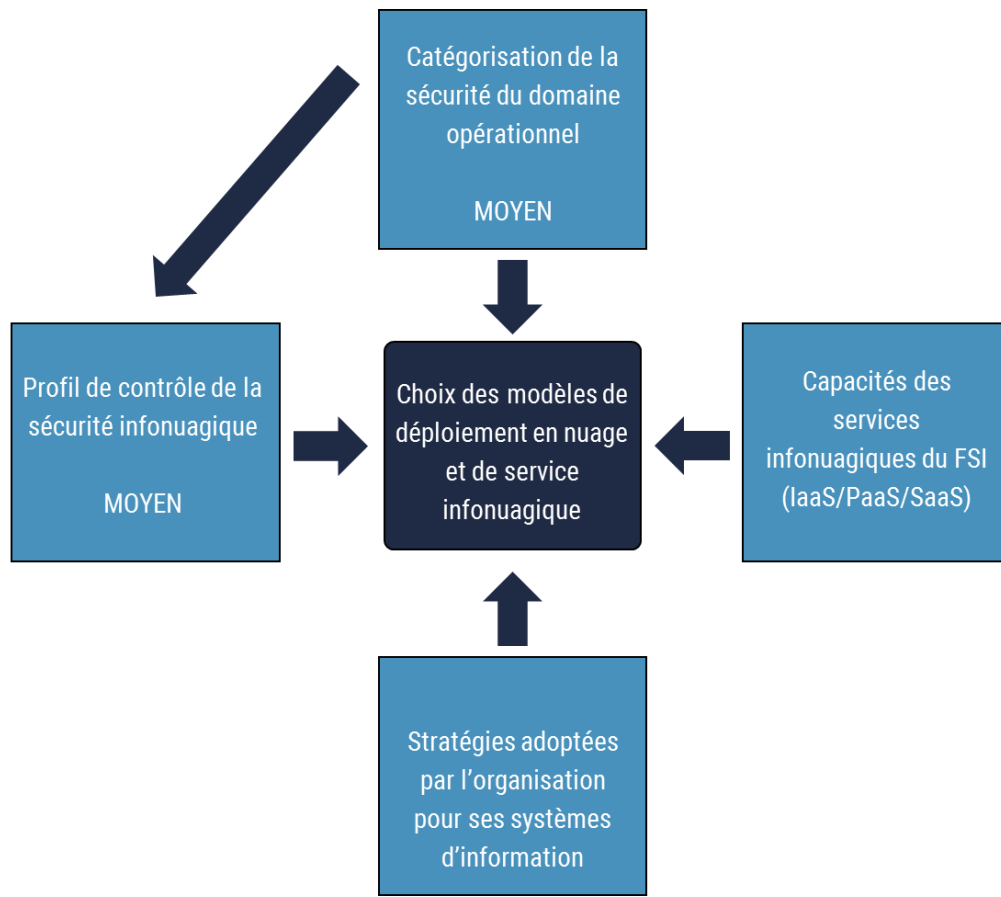 Catégorisation de la
sécurité du domaine
opérationnel
MOYEN
Profil de contrôle de la
sécurité infonuagique
MOYEN
Choix des modèles de
déploiement en nuage
et de service
infonuagique
Capacités des
services
infonuagiques du FSI
(IaaS/PaaS/SaaS)
Stratégies adoptées
par l’organisation
pour ses systèmes
d’information